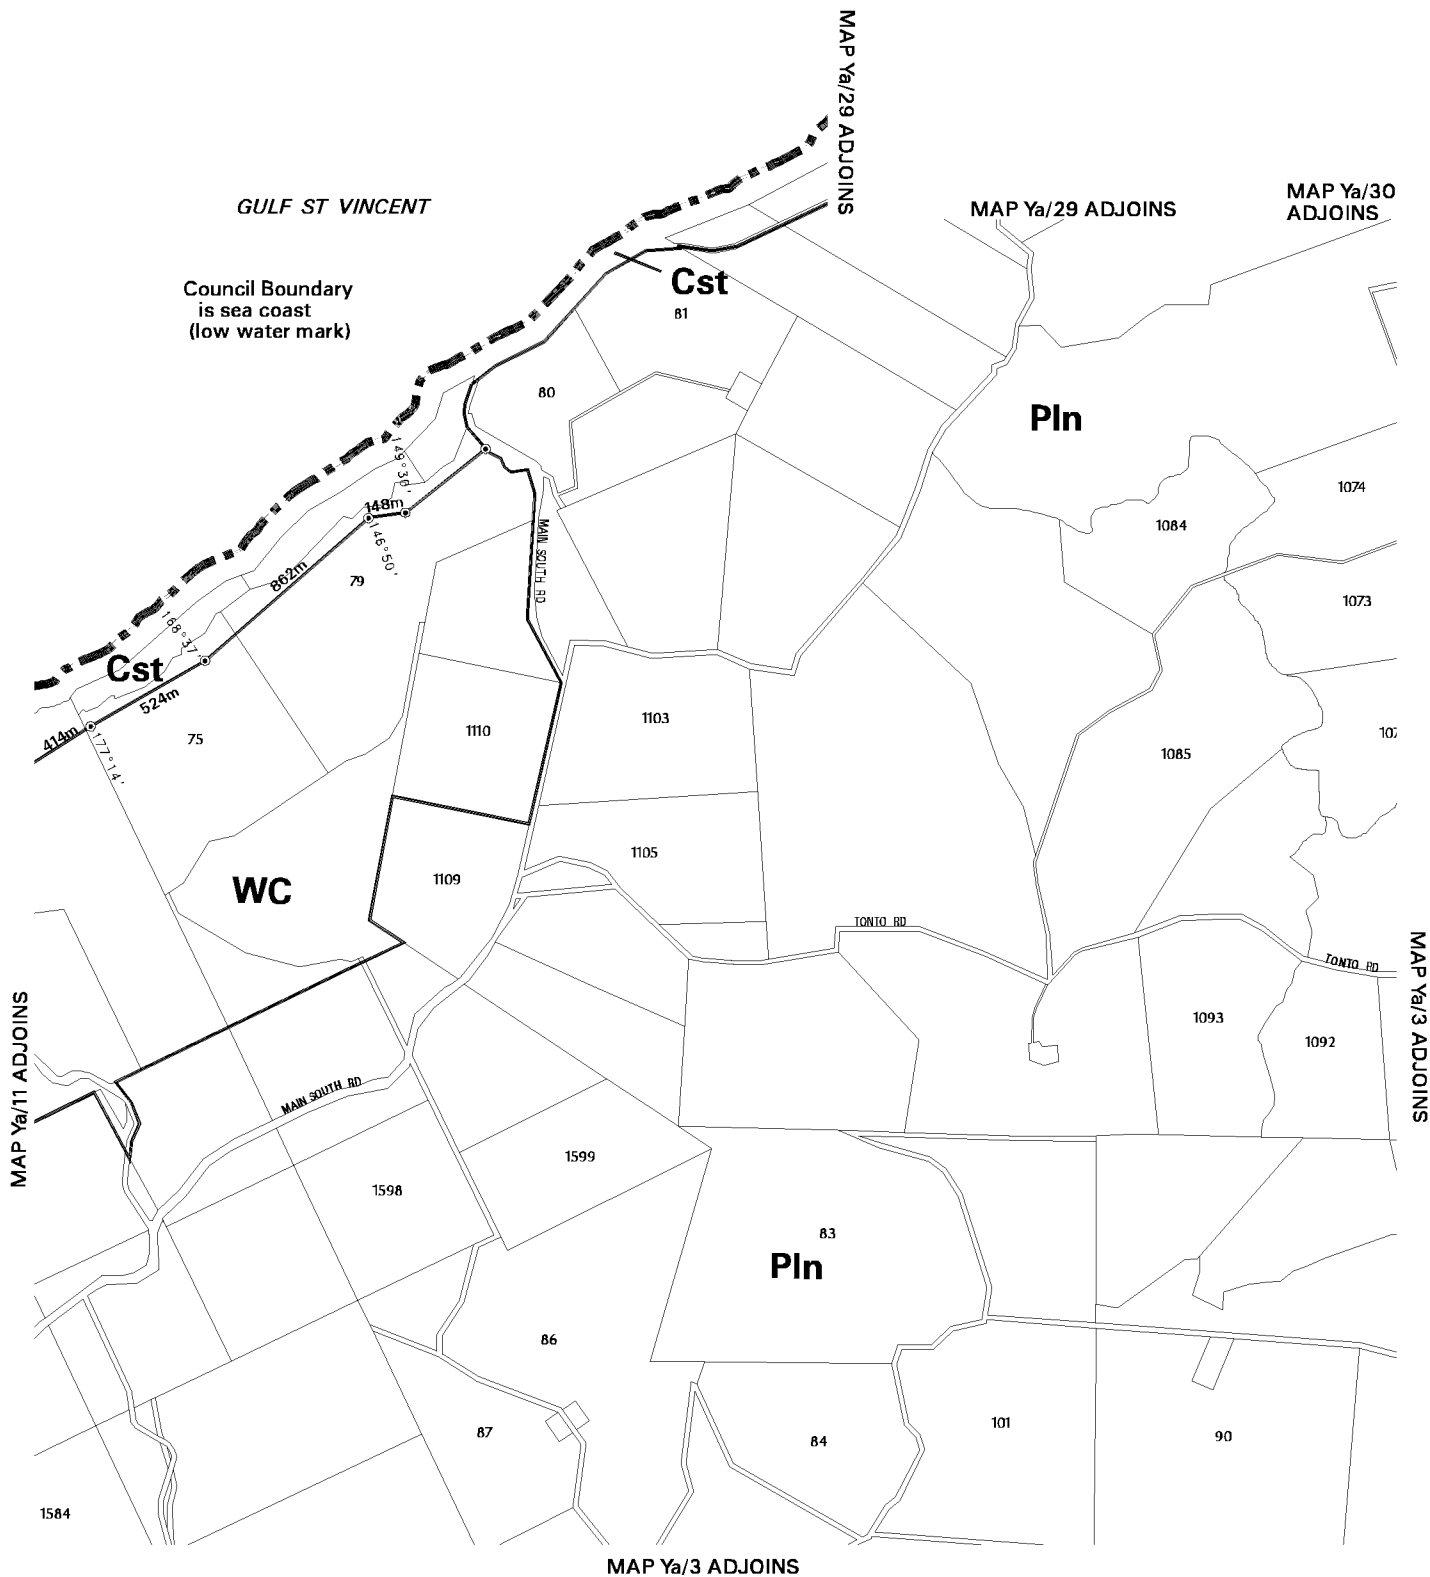 MAP Ya/29 ADJOINS
MAP Ya/30
ADJOINS
MAP Ya/29 ADJOINS
GULF ST VINCENT
Council Boundary
is sea coast
(low water mark)
Cst
81
80
Pln
149°30'
1074
148m
1084
MAIN SOUTH RD
146°50'
862m
79
1073
168°37'
Cst
524m
414m
177°14'
75
1110
1103
107
1085
1105
WC
1109
TONTO RD
TONTO RD
MAP Ya/3 ADJOINS
MAP Ya/11 ADJOINS
1093
1092
MAIN SOUTH RD
1599
1598
83
Pln
86
87
84
101
90
1584
MAP Ya/3 ADJOINS